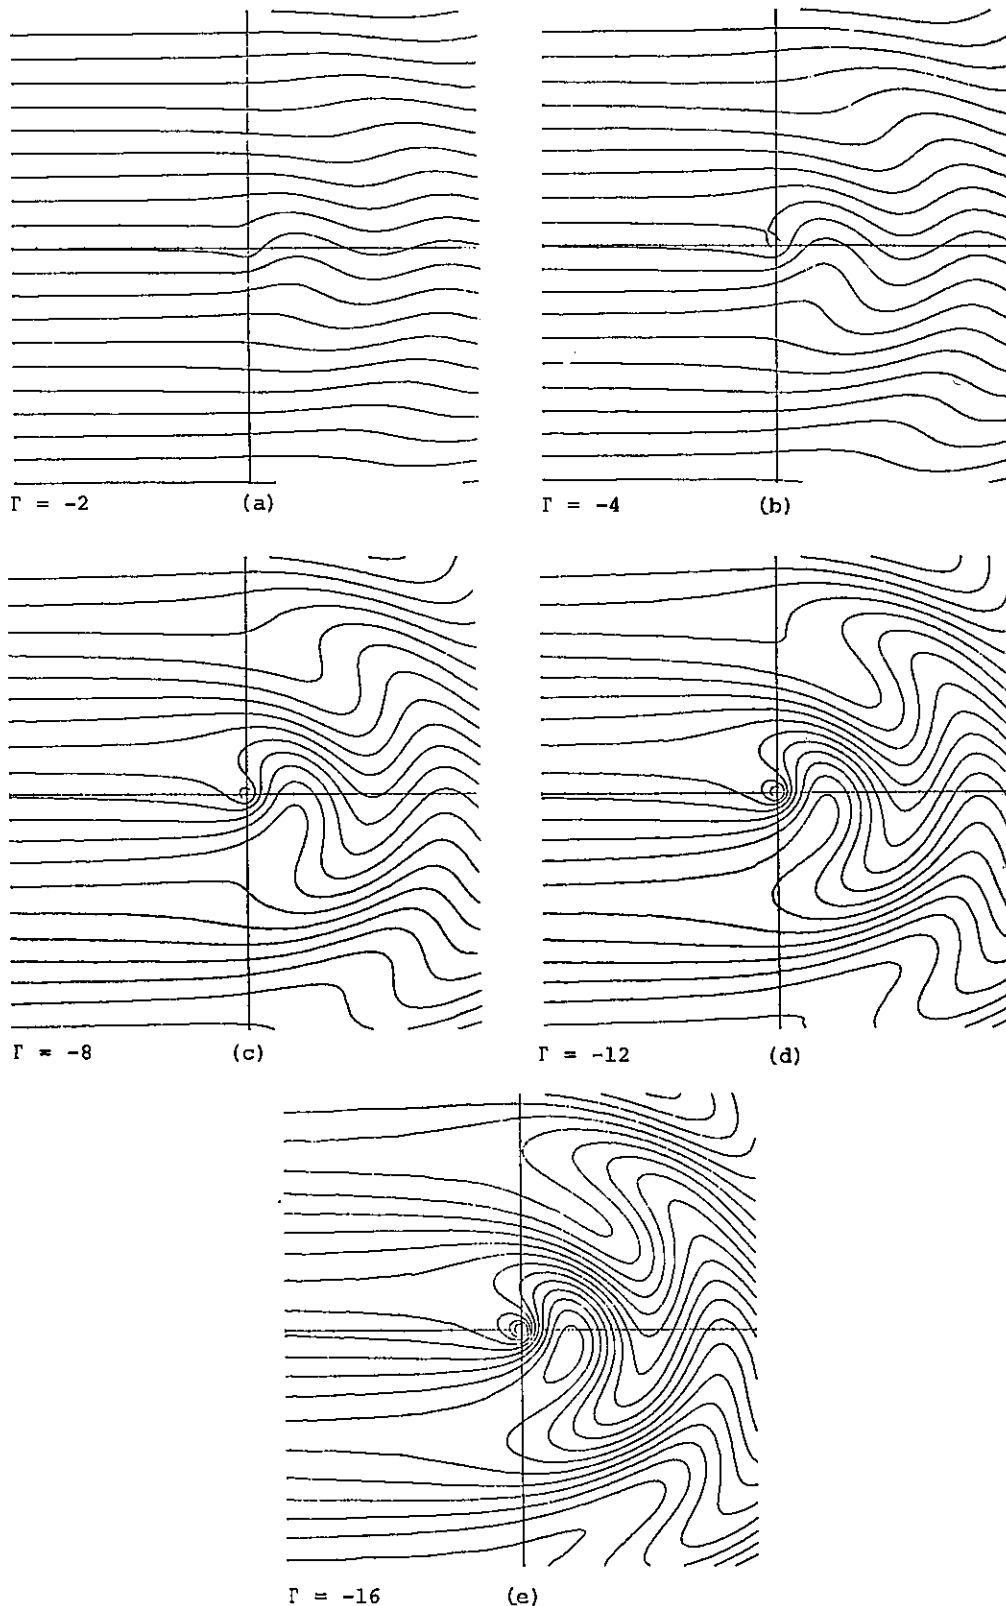 Γ = -2 (a)
Γ = -4 (b)
Γ = -8 (c)
Γ = -12 (d)
Γ = -16 (e)